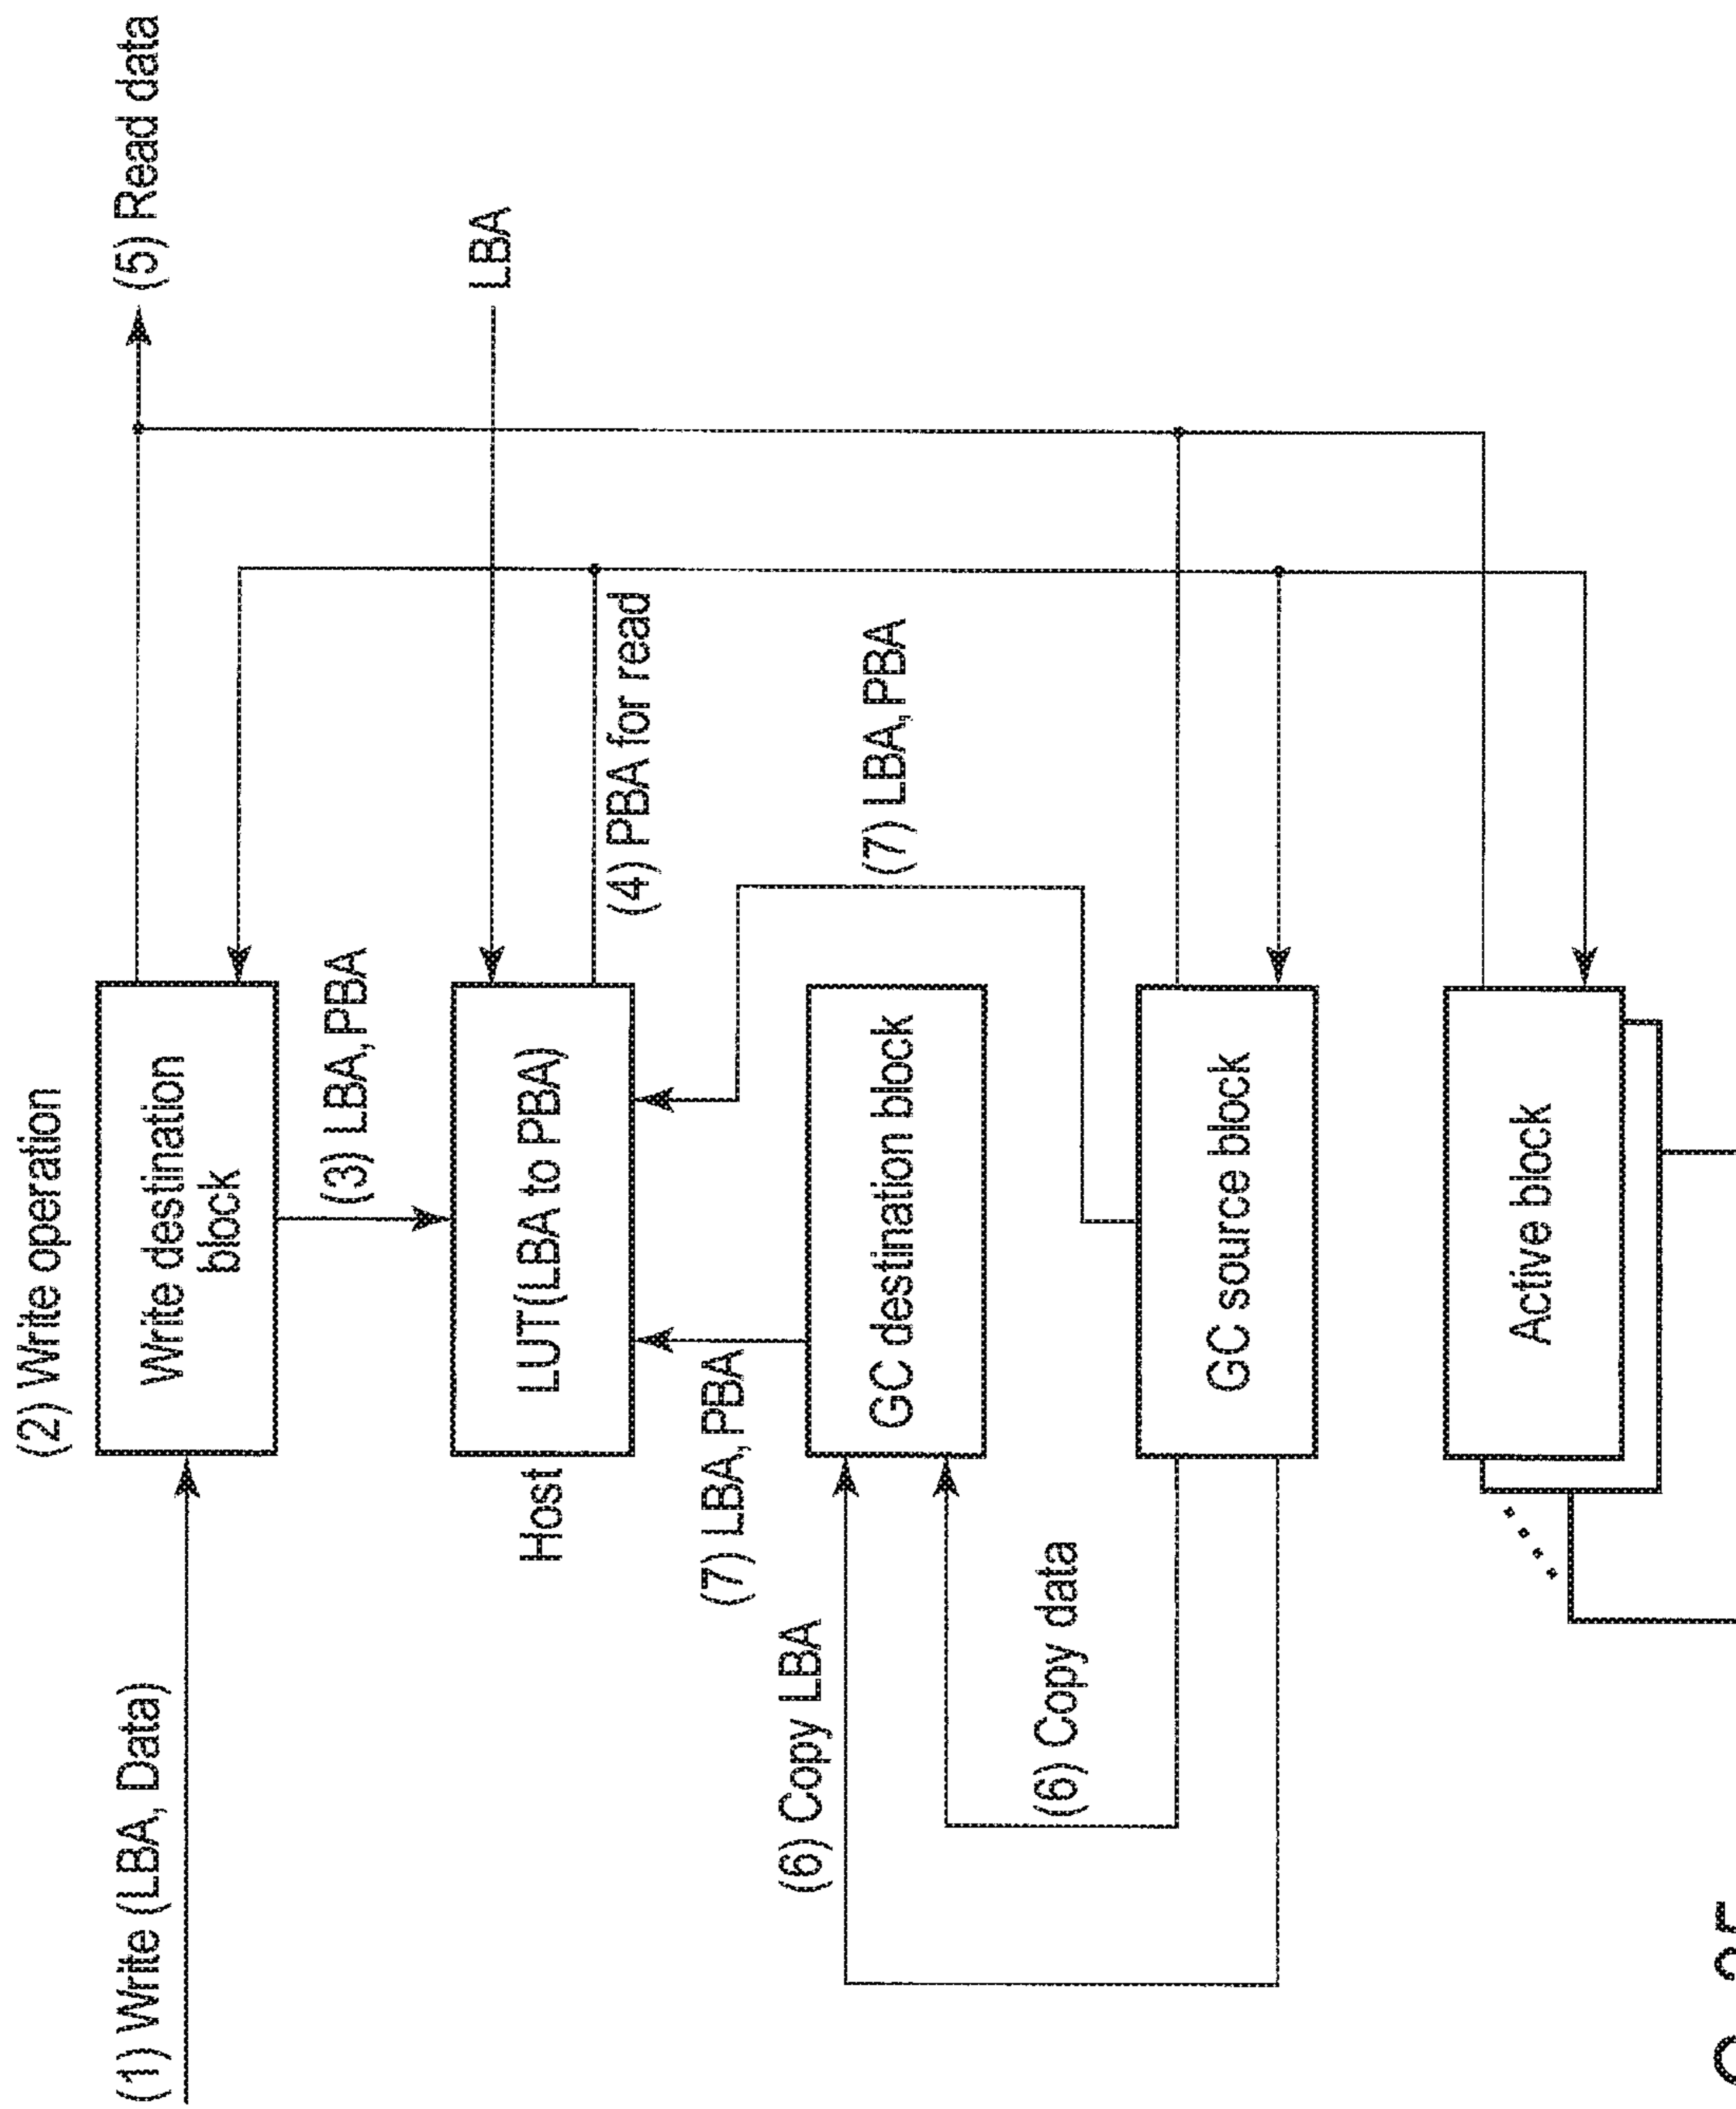 (2) Write operation
(1) Write (LBA, Data)
Write destination
block
(5) Read data
(3) LBA, PBA
Host
LUT(LBA to PBA)
LBA
(4) PBA for read
(7) LBA, PBA
(6) Copy LBA
GC destination block
(7) LBA, PBA
(6) Copy data
GC source block
Active block